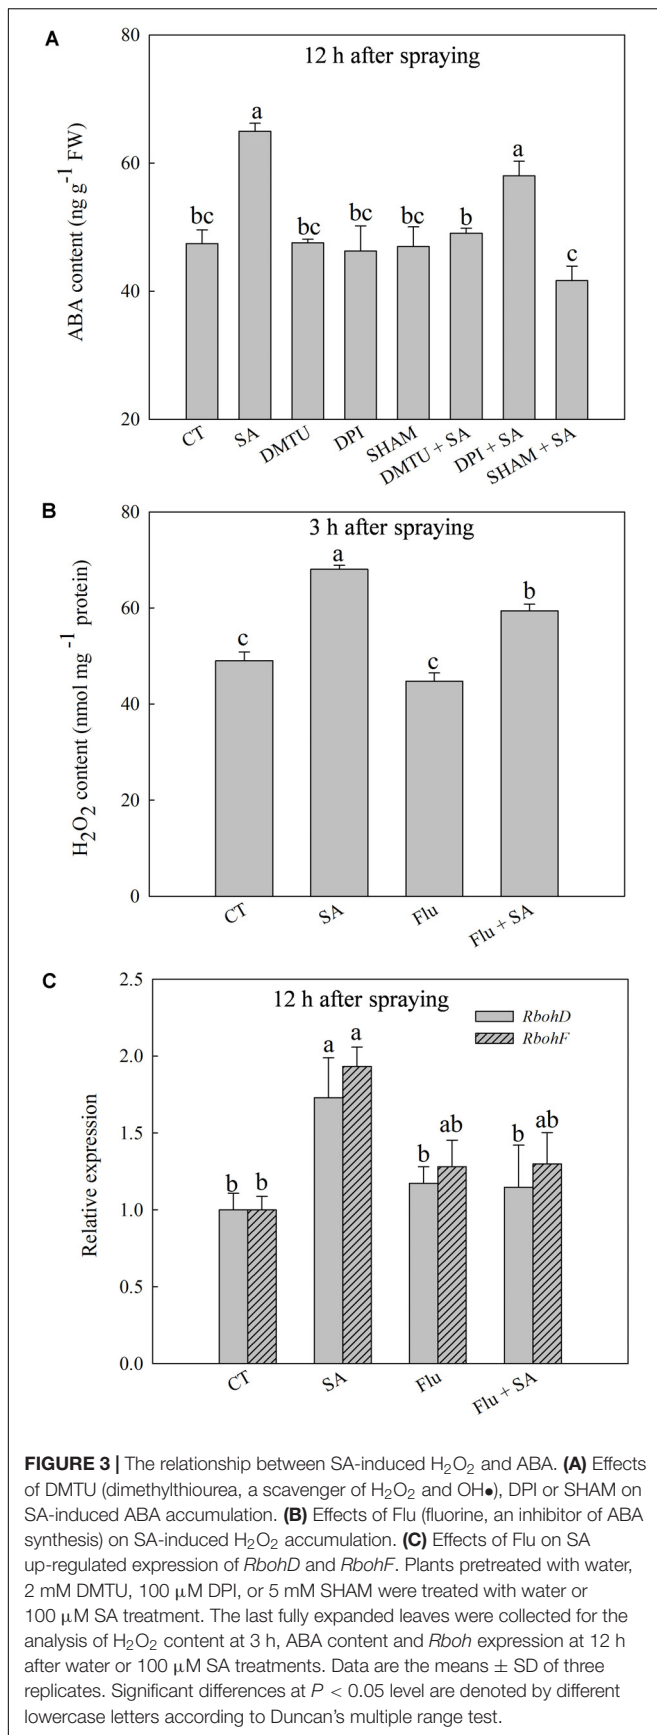 A
12 h after spraying
ABA content (ng g⁻¹ FW)
80
60
40
20
bc
a
bc
bc
bc
b
a
c
CT
SA
DMTU
DPI
SHAM
DMTU + SA
DPI + SA
SHAM + SA
B
3 h after spraying
H₂O₂ content (nmol mg⁻¹ protein)
80
60
40
20
0
c
a
c
b
CT
SA
Flu
Flu + SA
C
12 h after spraying
RbohD
RbohF
Relative expression
2.5
2.0
1.5
1.0
0.5
0.0
b b
a a
b ab
b ab
CT
SA
Flu
Flu + SA
FIGURE 3 | The relationship between SA-induced H₂O₂ and ABA. (A) Effects
of DMTU (dimethylthiourea, a scavenger of H₂O₂ and OH●), DPI or SHAM on
SA-induced ABA accumulation. (B) Effects of Flu (fluorine, an inhibitor of ABA
synthesis) on SA-induced H₂O₂ accumulation. (C) Effects of Flu on SA
up-regulated expression of RbohD and RbohF. Plants pretreated with water,
2 mM DMTU, 100 μM DPI, or 5 mM SHAM were treated with water or
100 μM SA treatment. The last fully expanded leaves were collected for the
analysis of H₂O₂ content at 3 h, ABA content and Rboh expression at 12 h
after water or 100 μM SA treatments. Data are the means ± SD of three
replicates. Significant differences at P < 0.05 level are denoted by different
lowercase letters according to Duncan's multiple range test.